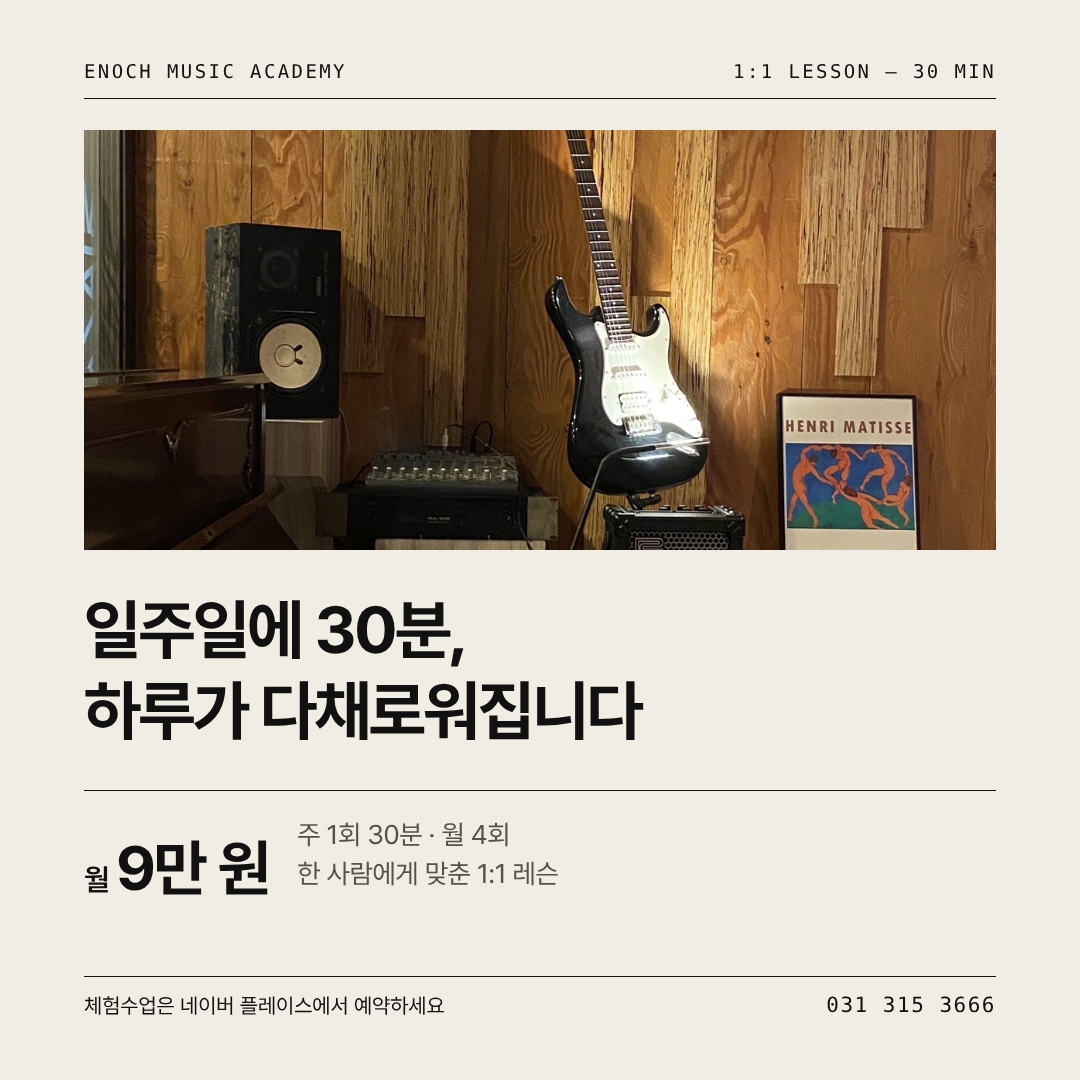 ENOCH MUSIC ACADEMY
1:1 LESSON — 30 MIN
HENRI MATISSE
일주일에 30분,
하루가 다채로워집니다
월 9만 원
주 1회 30분 · 월 4회
한 사람에게 맞춘 1:1 레슨
체험수업은 네이버 플레이스에서 예약하세요
031 315 3666